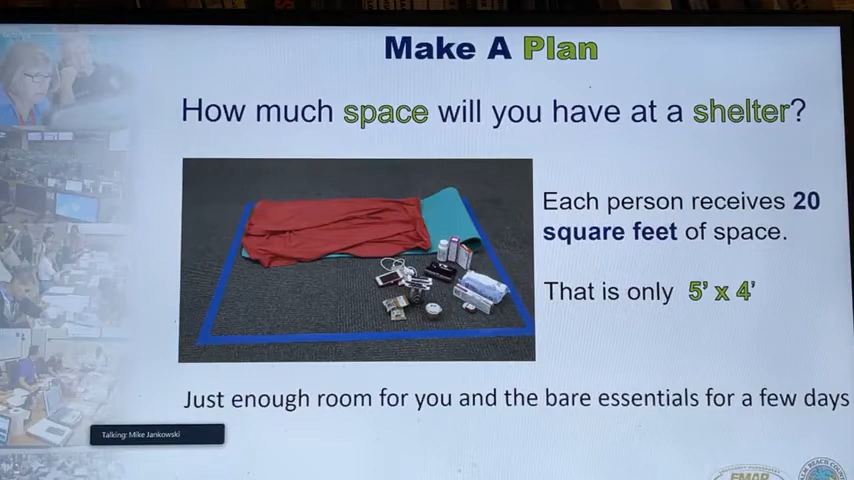 Make A Plan
How much space will you have at a shelter?
Each person receives 20
square feet of space.
That is only 5' x 4'
Just enough room for you and the bare essentials for a few days
Talking: Mike Jankowski
EMAP